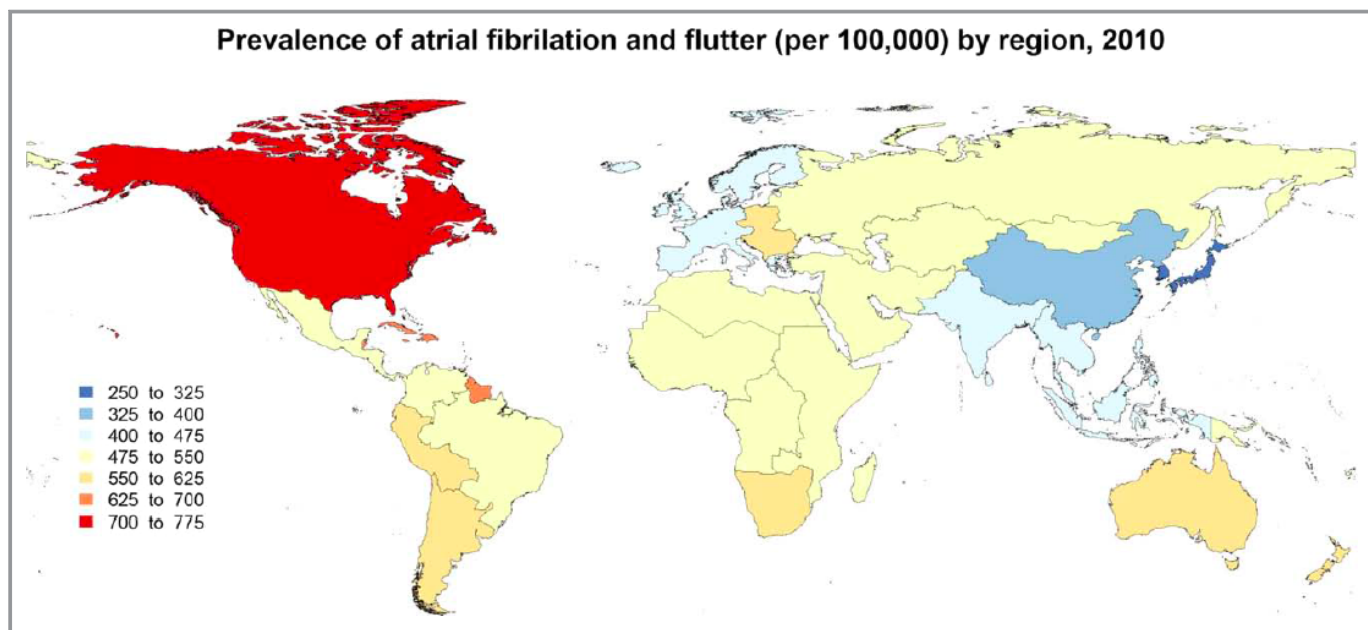 Prevalence of atrial fibrilation and flutter (per 100,000) by region, 2010
250 to 325
325 to 400
400 to 475
475 to 550
550 to 625
625 to 700
700 to 775